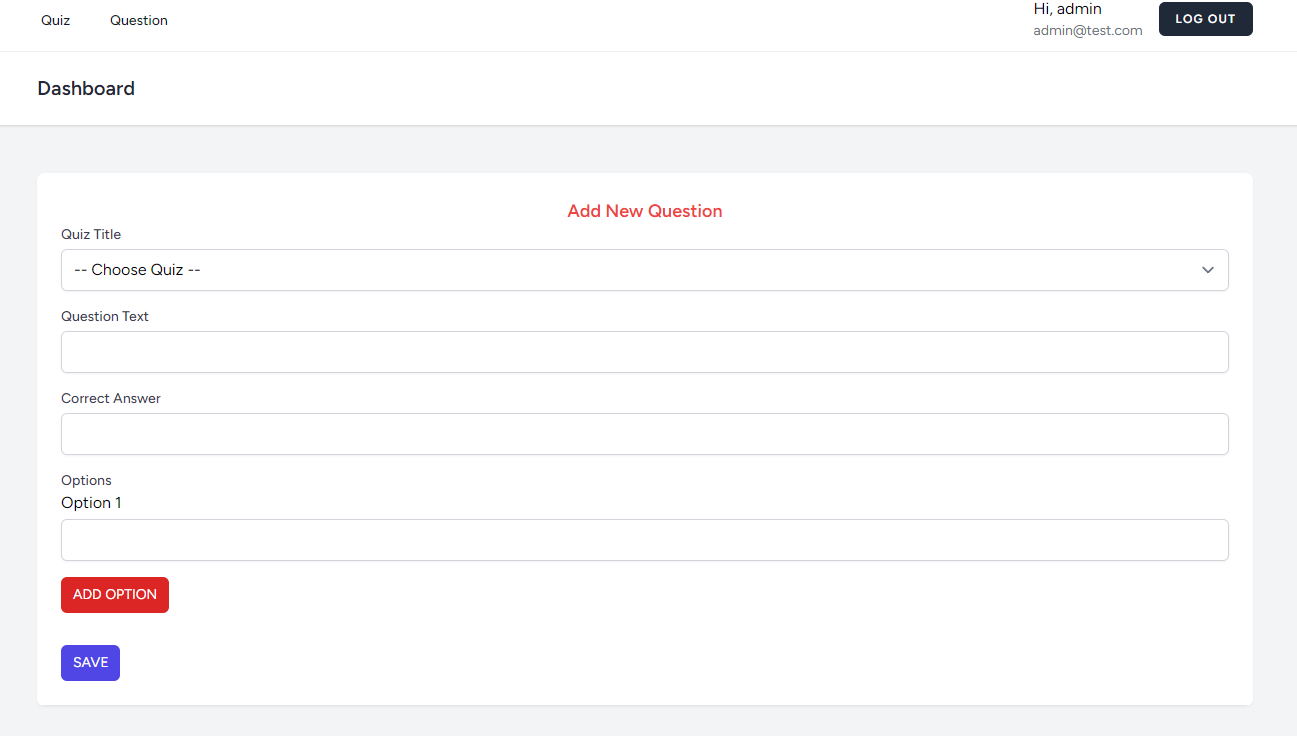 Quiz Question Hi, admin
admin@test.com LOG OUT
Dashboard
Add New Question
Quiz Title
-- Choose Quiz --
Question Text
Correct Answer
Options
Option 1
ADD OPTION
SAVE